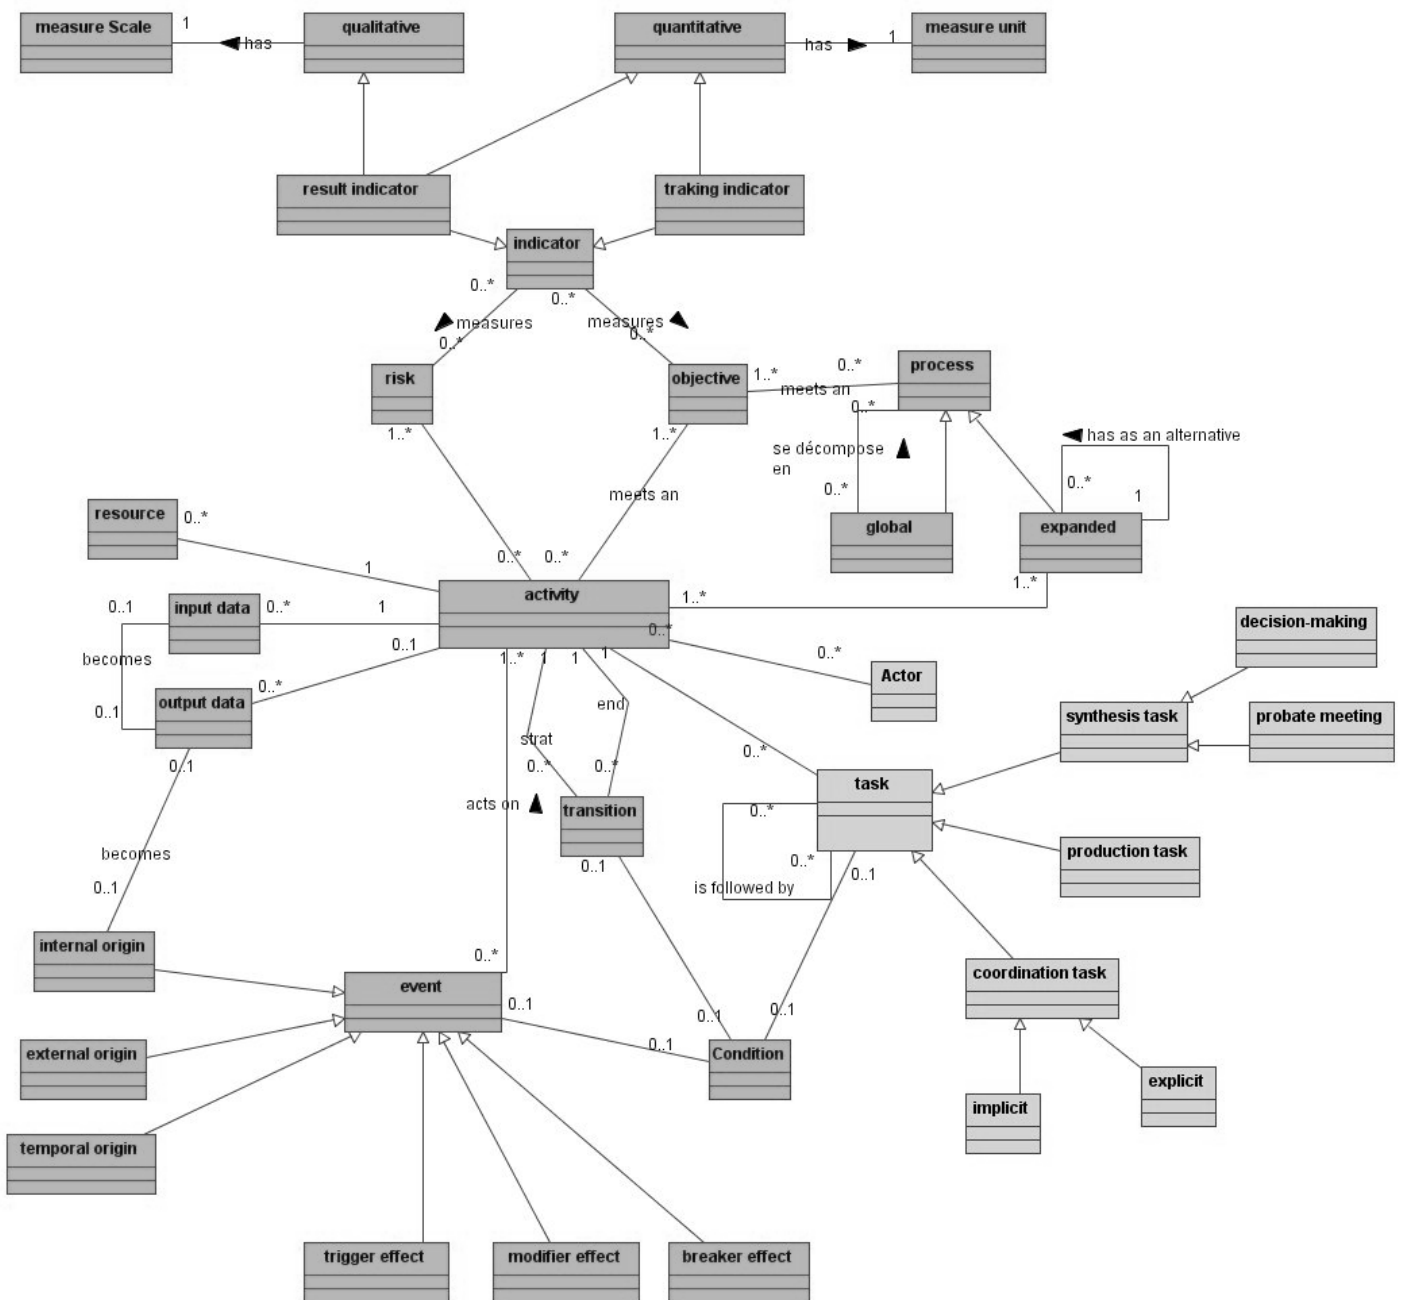 measure Scale
1
has
qualitative
quantitative
has
1
measure unit
result indicator
traking indicator
indicator
0..*
0..*
measures
measures
0..*
0..*
risk
objective
1..*
0..*
process
meets an
0..*
1..*
1..*
se décompose
en
has as an alternative
0..*
0..*
1
meets an
resource
0..*
global
expanded
0..*
0..*
1
1..*
activity
1..*
input data
0..*
1
0..1
0..*
0..1
becomes
0..*
output data
0..1
1..*
1
1
1
0..*
Actor
decision-making
synthesis task
probate meeting
end
strat
0..*
0..1
0..*
0..*
task
acts on
transition
0..*
0..*
0..1
0..1
is followed by
production task
becomes
0..1
internal origin
0..*
event
0..1
0..1
0..1
0..1
Condition
coordination task
external origin
implicit
explicit
temporal origin
trigger effect
modifier effect
breaker effect